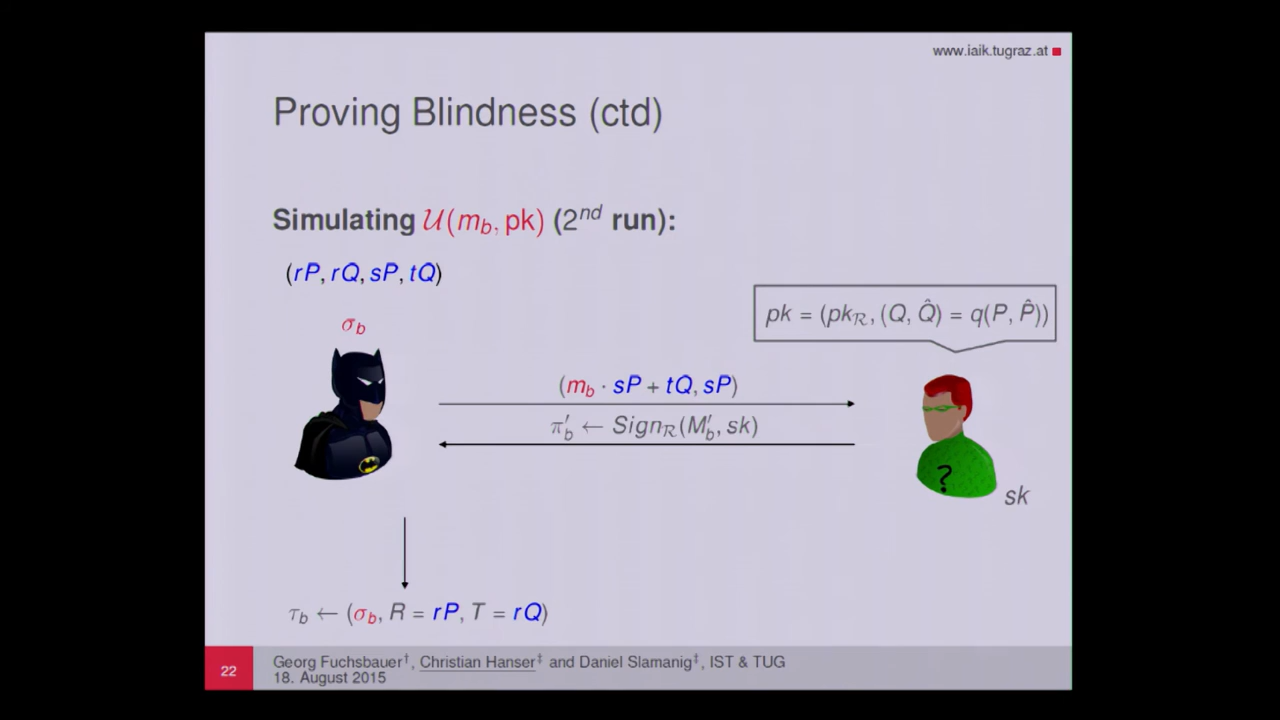 www.iaik.tugraz.at
Proving Blindness (ctd)
Simulating 𝒰(m_b, pk) (2^nd run):
(rP, rQ, sP, tQ)
pk = (pk_ℛ, (Q, Q̂) = q(P, P̂))
σ_b
(m_b · sP + tQ, sP)
π′_b ← Sign_ℛ(M′_b, sk)
?
sk
τ_b ← (σ_b, R = rP, T = rQ)
22
Georg Fuchsbauer†, Christian Hanser‡ and Daniel Slamanig‡, IST & TUG
18. August 2015